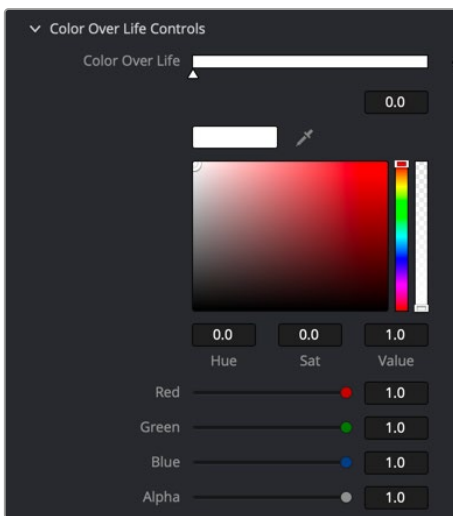 Color Over Life Controls
Color Over Life
0.0
0.0 0.0 1.0
Hue Sat Value
Red 1.0
Green 1.0
Blue 1.0
Alpha 1.0